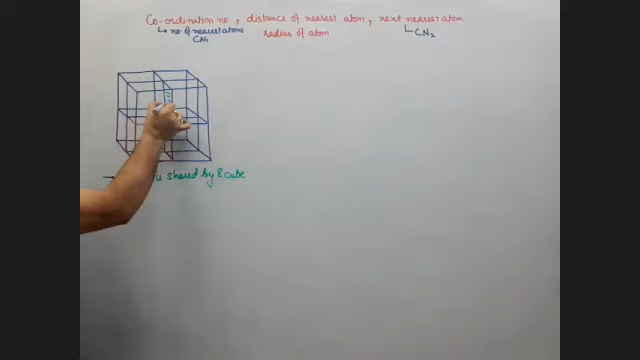 Co-ordination no, distance of nearest atom, next nearest atom
no of nearest atoms radius of atom CN2
CN1
→ is shared by 8 cube